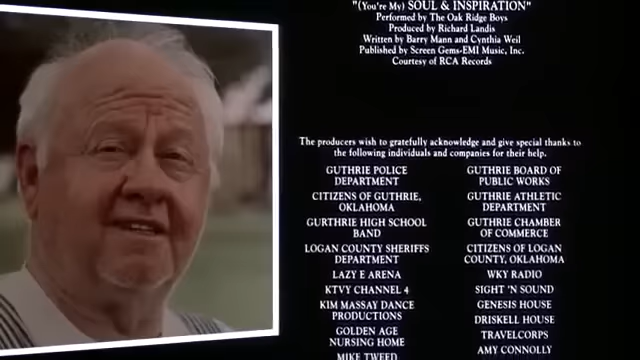 "(You're My) SOUL & INSPIRATION"
Performed by The Oak Ridge Boys
Produced by Richard Landis
Written by Barry Mann and Cynthia Weil
Published by Screen Gems-EMI Music, Inc.
Courtesy of RCA Records
The producers wish to gratefully acknowledge and give special thanks to
the following individuals and companies for their help.
GUTHRIE POLICE
DEPARTMENT
CITIZENS OF GUTHRIE,
OKLAHOMA
GURTHRIE HIGH SCHOOL
BAND
LOGAN COUNTY SHERIFFS
DEPARTMENT
LAZY E ARENA
KTVY CHANNEL 4
KIM MASSAY DANCE
PRODUCTIONS
GOLDEN AGE
NURSING HOME
MIKE TWEED
GUTHRIE BOARD OF
PUBLIC WORKS
GUTHRIE ATHLETIC
DEPARTMENT
GUTHRIE CHAMBER
OF COMMERCE
CITIZENS OF LOGAN
COUNTY, OKLAHOMA
WKY RADIO
SIGHT 'N SOUND
GENESIS HOUSE
DRISKELL HOUSE
TRAVELCORPS
AMY CONNOLLY